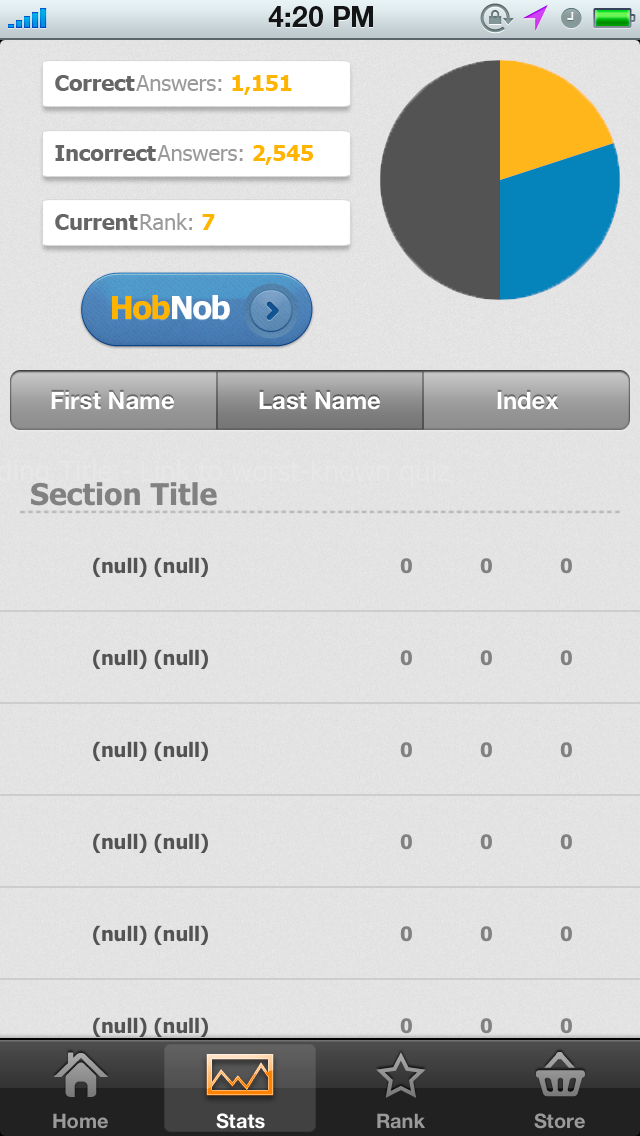 4:20 PM
CorrectAnswers: 1,151
IncorrectAnswers: 2,545
CurrentRank: 7
HobNob
First Name Last Name Index
ding Title - Link to worst-known quiz
Section Title
(null) (null) 0 0 0
(null) (null) 0 0 0
(null) (null) 0 0 0
(null) (null) 0 0 0
(null) (null) 0 0 0
(null) (null) 0 0 0
Home Stats Rank Store